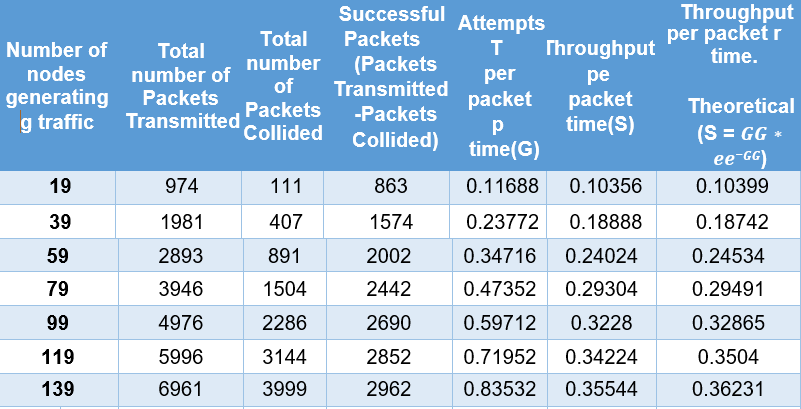 Number of nodes generating g traffic
Total number of Packets Transmitted
Total number of Packets Collided
Successful Packets (Packets Transmitted -Packets Collided)
Attempts T per packet p time(G)
Throughput pe packet time(S)
Throughput per packet r time. Theoretical (S = 𝑮𝑮 ∗ 𝒆𝒆⁻ᴳᴳ)
19 974 111 863 0.11688 0.10356 0.10399
39 1981 407 1574 0.23772 0.18888 0.18742
59 2893 891 2002 0.34716 0.24024 0.24534
79 3946 1504 2442 0.47352 0.29304 0.29491
99 4976 2286 2690 0.59712 0.3228 0.32865
119 5996 3144 2852 0.71952 0.34224 0.3504
139 6961 3999 2962 0.83532 0.35544 0.36231